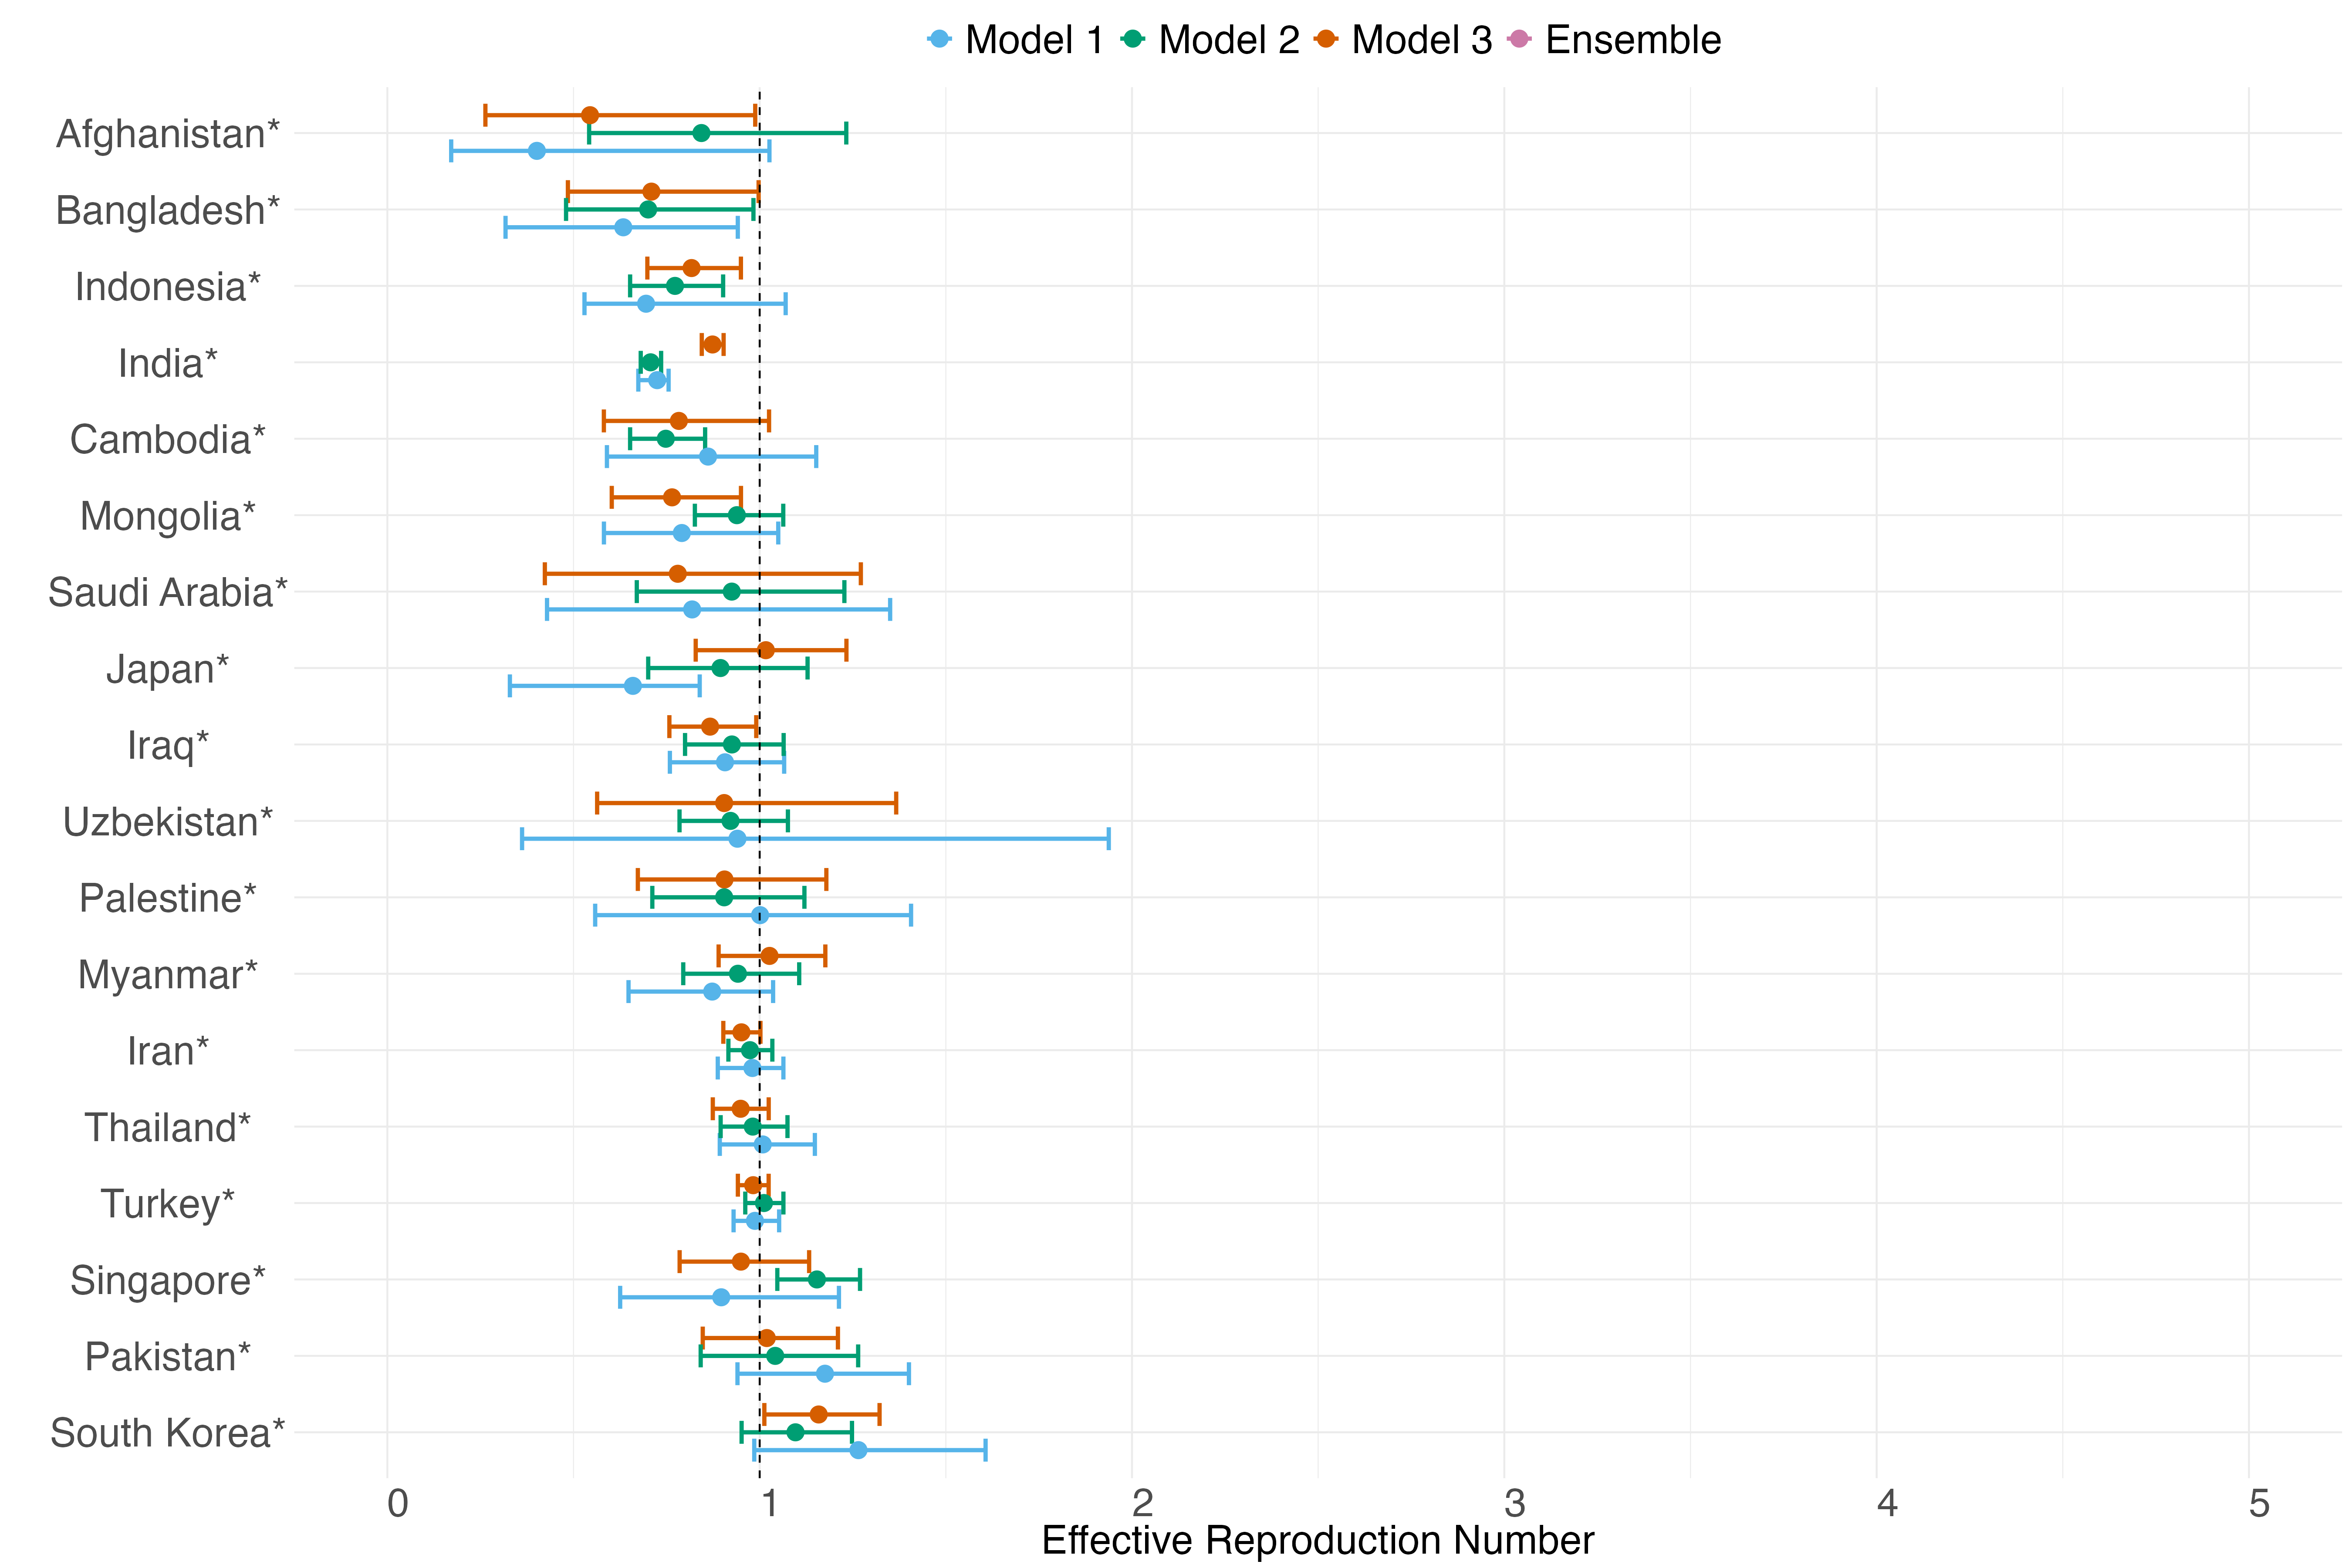 Model 1 Model 2 Model 3 Ensemble
Afghanistan*
Bangladesh*
Indonesia*
India*
Cambodia*
Mongolia*
Saudi Arabia*
Japan*
Iraq*
Uzbekistan*
Palestine*
Myanmar*
Iran*
Thailand*
Turkey*
Singapore*
Pakistan*
South Korea*
0 1 2 3 4 5
Effective Reproduction Number